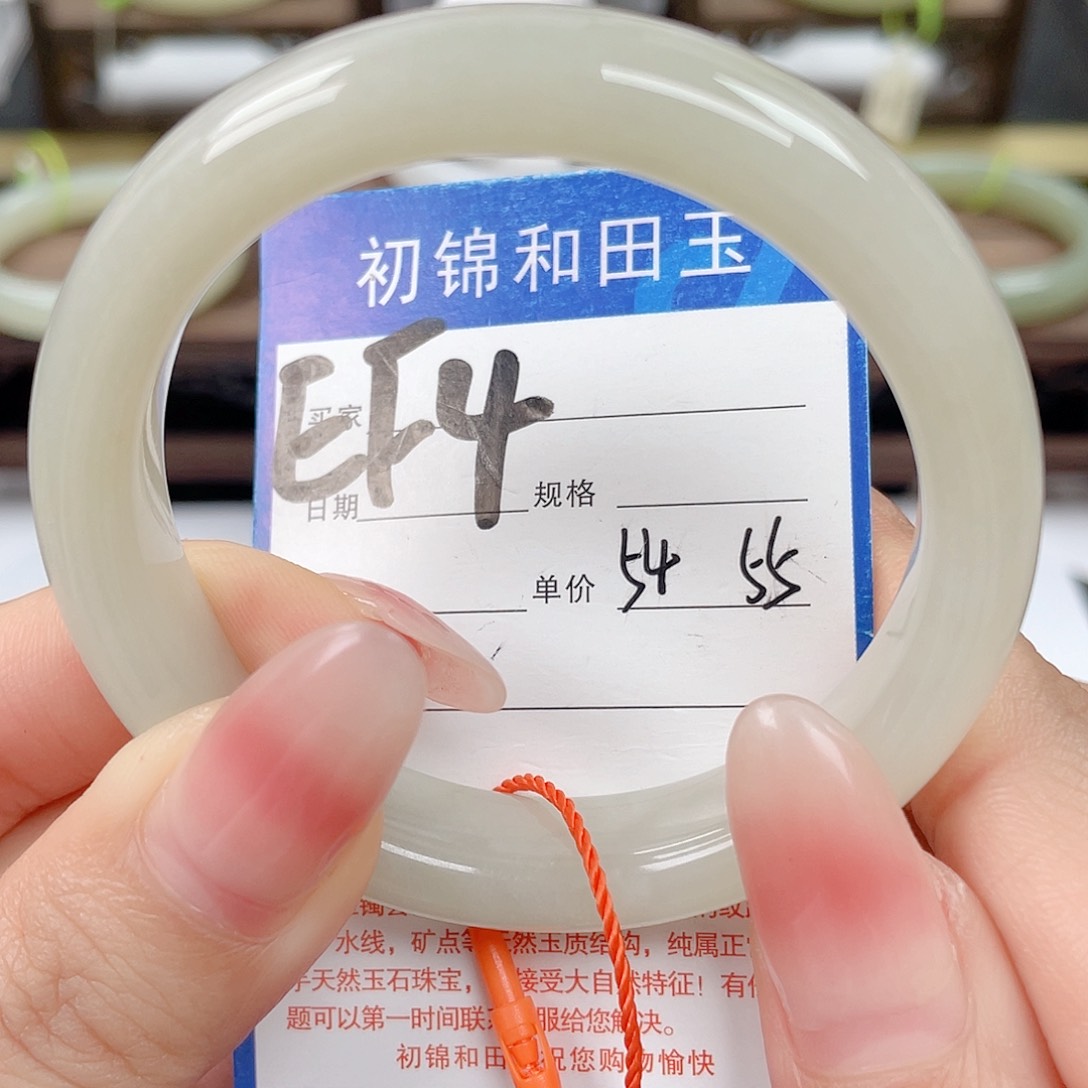 初锦和田玉
EF4
买家
日期 规格
单价 54 55
水线，矿点等 然玉质结构，纯属正
天然玉石珠宝， 接受大自然特征！有
题可以第一时间联 服给您解决。
初锦和田 祝您购物愉快